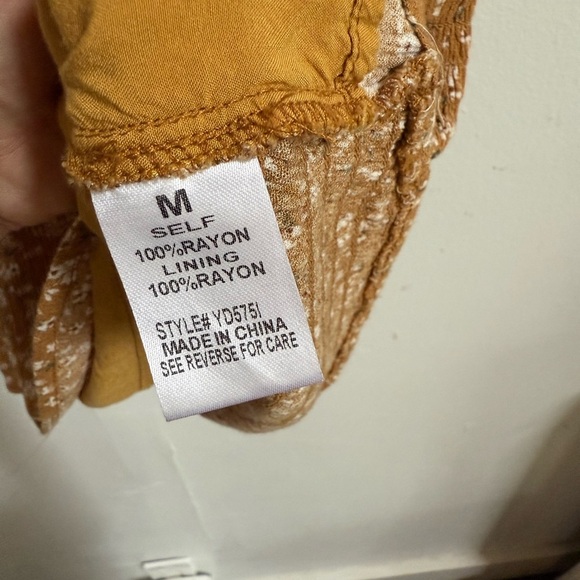 M
SELF
100%RAYON
LINING
100%RAYON
STYLE# YD575I
MADE IN CHINA
SEE REVERSE FOR CARE